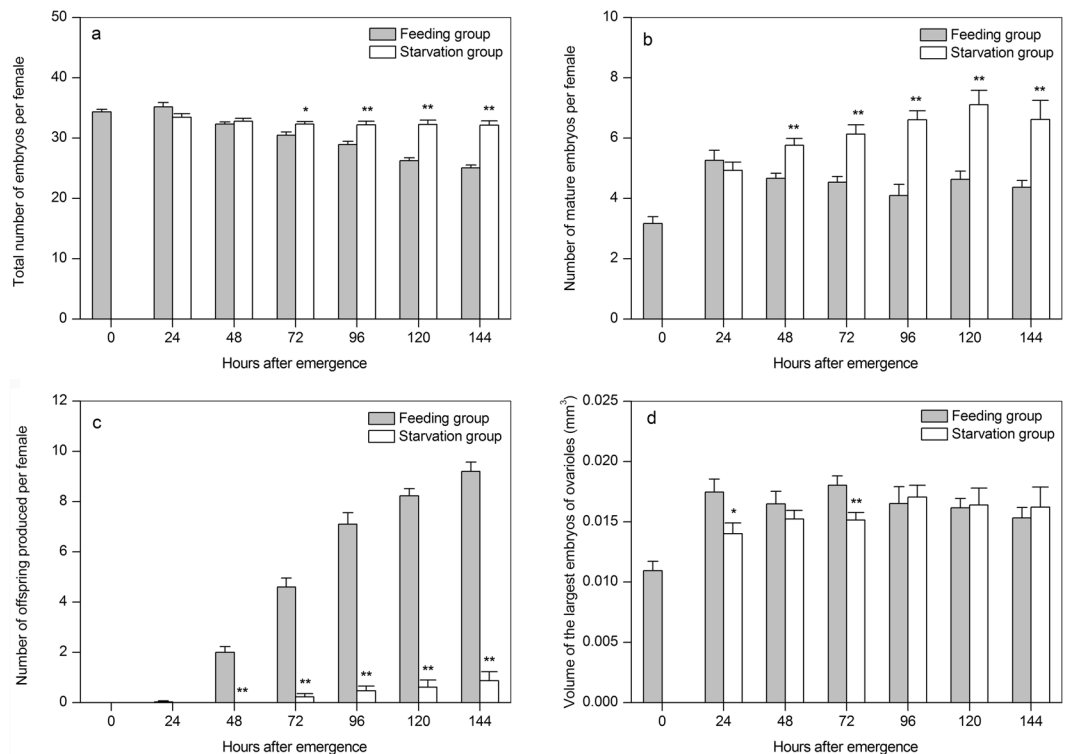 a
Feeding group
Starvation group
Total number of embryos per female
50
40
30
20
10
0
* ** ** **
0 24 48 72 96 120 144
Hours after emergence
b
Feeding group
Starvation group
Number of mature embryos per female
10
8
6
4
2
0
** ** ** ** **
0 24 48 72 96 120 144
Hours after emergence
c
Feeding group
Starvation group
Number of offspring produced per female
12
10
8
6
4
2
0
** ** ** ** **
0 24 48 72 96 120 144
Hours after emergence
d
Feeding group
Starvation group
Volume of the largest embryos of ovarioles (mm³)
0.025
0.020
0.015
0.010
0.005
0.000
* **
0 24 48 72 96 120 144
Hours after emergence